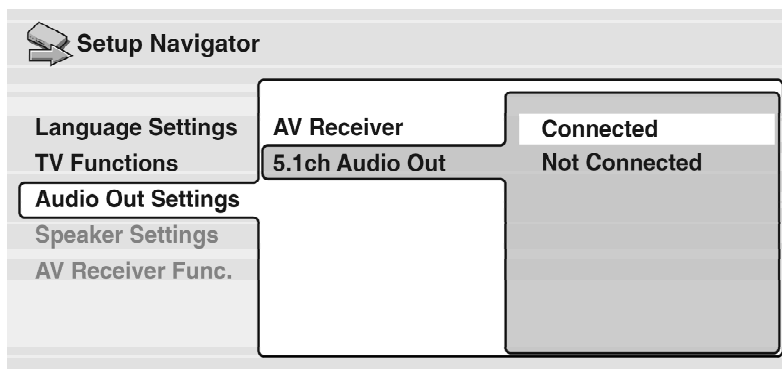 Setup Navigator
Language Settings
TV Functions
Audio Out Settings
Speaker Settings
AV Receiver Func.
AV Receiver
5.1ch Audio Out
Connected
Not Connected